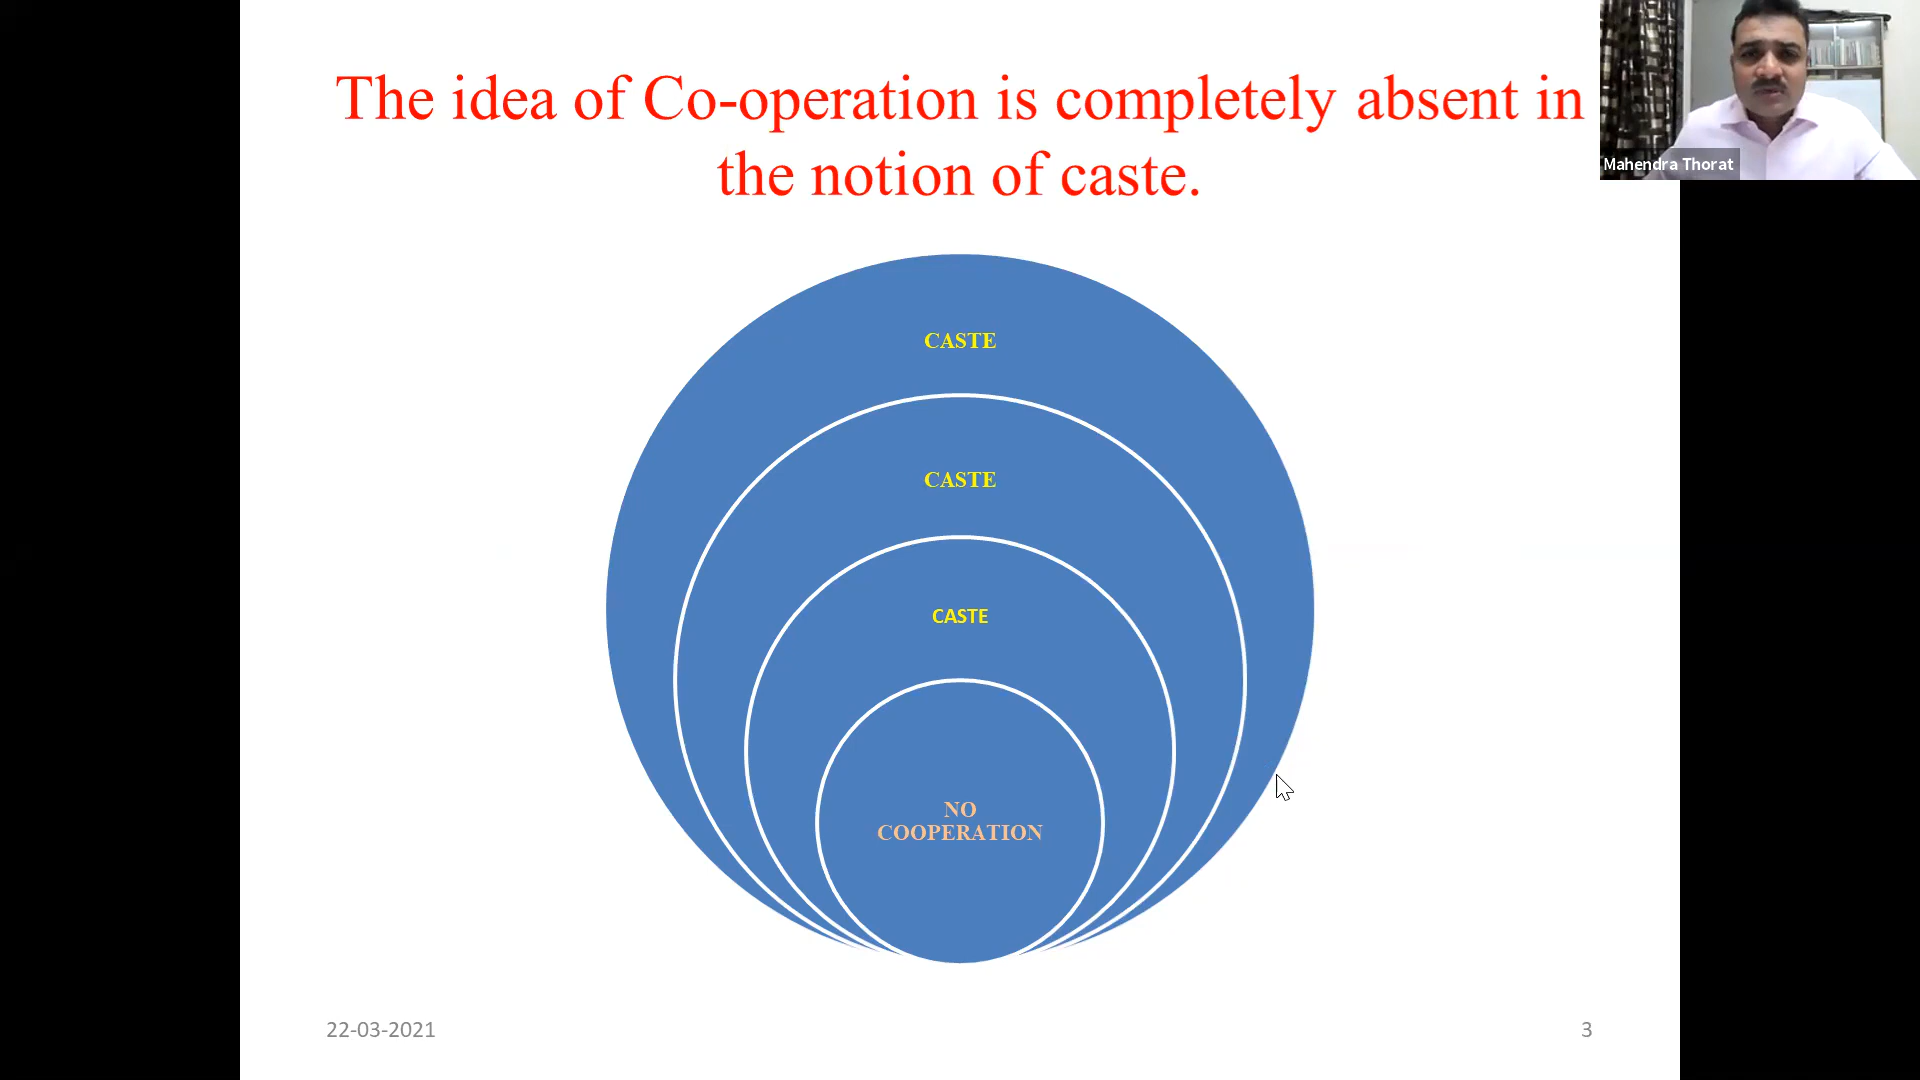 The idea of Co-operation is completely absent in
the notion of caste.
Mahendra Thorat
CASTE
CASTE
CASTE
NO
COOPERATION
22-03-2021
3